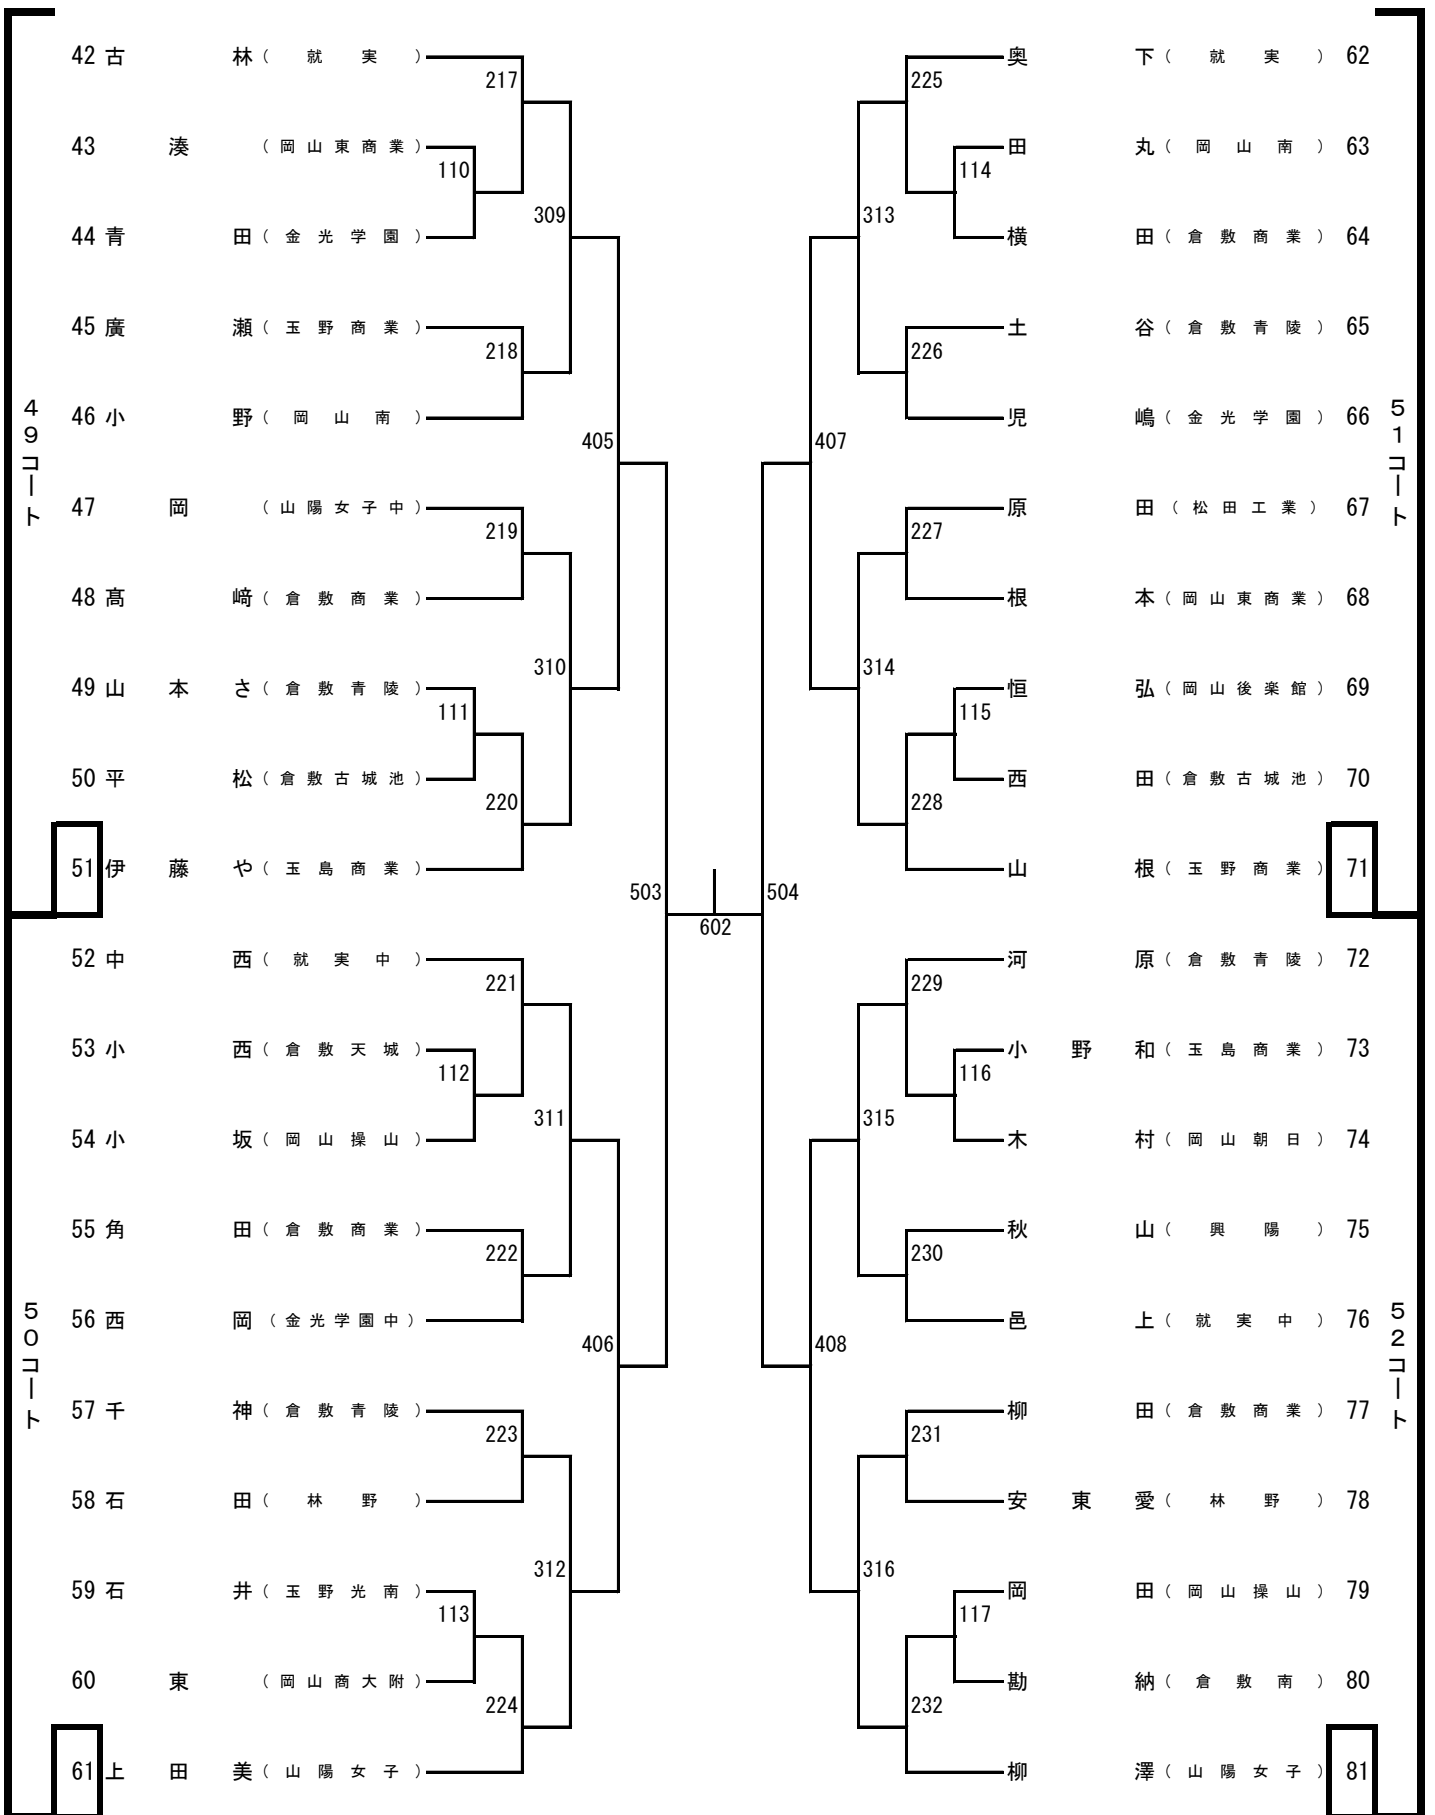 42 古林（就実）
217
43 湊（岡山東商業）
110
44 青田（金光学園）
309
45 廣瀬（玉野商業）
218
46 小野（岡山南）
405
49コート
47 岡（山陽女子中）
219
48 髙﨑（倉敷商業）
310
49 山本さ（倉敷青陵）
111
50 平松（倉敷古城池）
220
51 伊藤や（玉島商業）
503
52 中西（就実中）
221
53 小西（倉敷天城）
112
54 小坂（岡山操山）
311
55 角田（倉敷商業）
222
56 西岡（金光学園中）
406
50コート
57 千神（倉敷青陵）
223
58 石田（林野）
312
59 石井（玉野光南）
113
60 東（岡山商大附）
224
61 上田美（山陽女子）
602
奥下（就実） 62
225
田丸（岡山南） 63
114
横田（倉敷商業） 64
313
土谷（倉敷青陵） 65
226
児嶋（金光学園） 66
407
51コート
原田（松田工業） 67
227
根本（岡山東商業） 68
314
恒弘（岡山後楽館） 69
115
西田（倉敷古城池） 70
228
山根（玉野商業） 71
504
河原（倉敷青陵） 72
229
小野和（玉島商業） 73
116
木村（岡山朝日） 74
315
秋山（興陽） 75
230
邑上（就実中） 76
408
52コート
柳田（倉敷商業） 77
231
安東愛（林野） 78
316
岡田（岡山操山） 79
117
勘納（倉敷南） 80
232
柳澤（山陽女子） 81